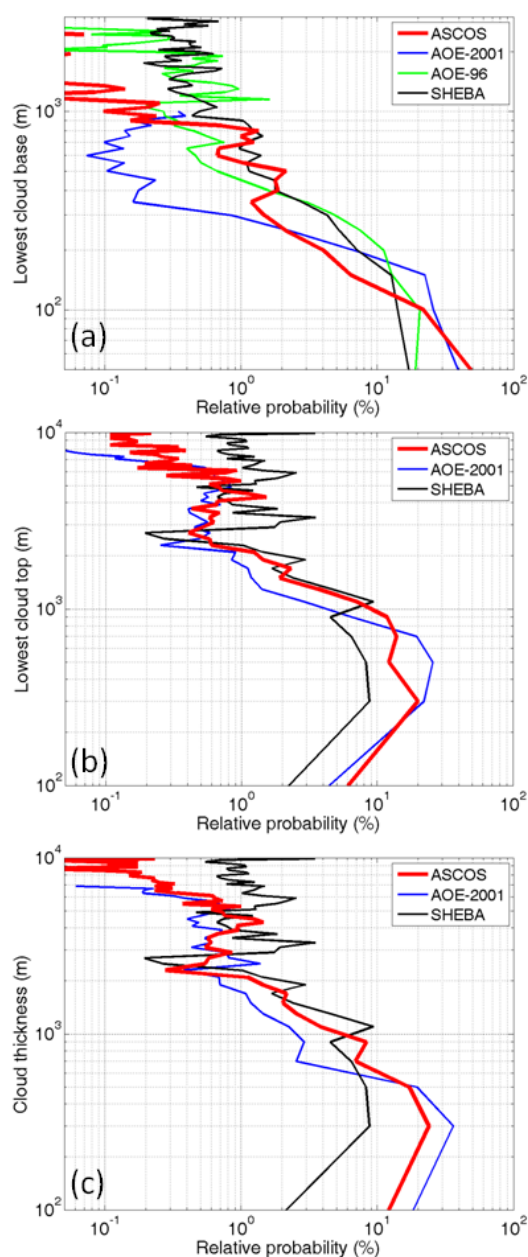 ASCOS
AOE-2001
AOE-96
SHEBA
10^3
10^2
Lowest cloud base (m)
(a)
10^-1 10^0 10^1 10^2
Relative probability (%)
10^4
ASCOS
AOE-2001
SHEBA
10^3
10^2
Lowest cloud top (m)
(b)
10^-1 10^0 10^1 10^2
Relative probability (%)
10^4
ASCOS
AOE-2001
SHEBA
10^3
10^2
Cloud thickness (m)
(c)
10^-1 10^0 10^1 10^2
Relative probability (%)